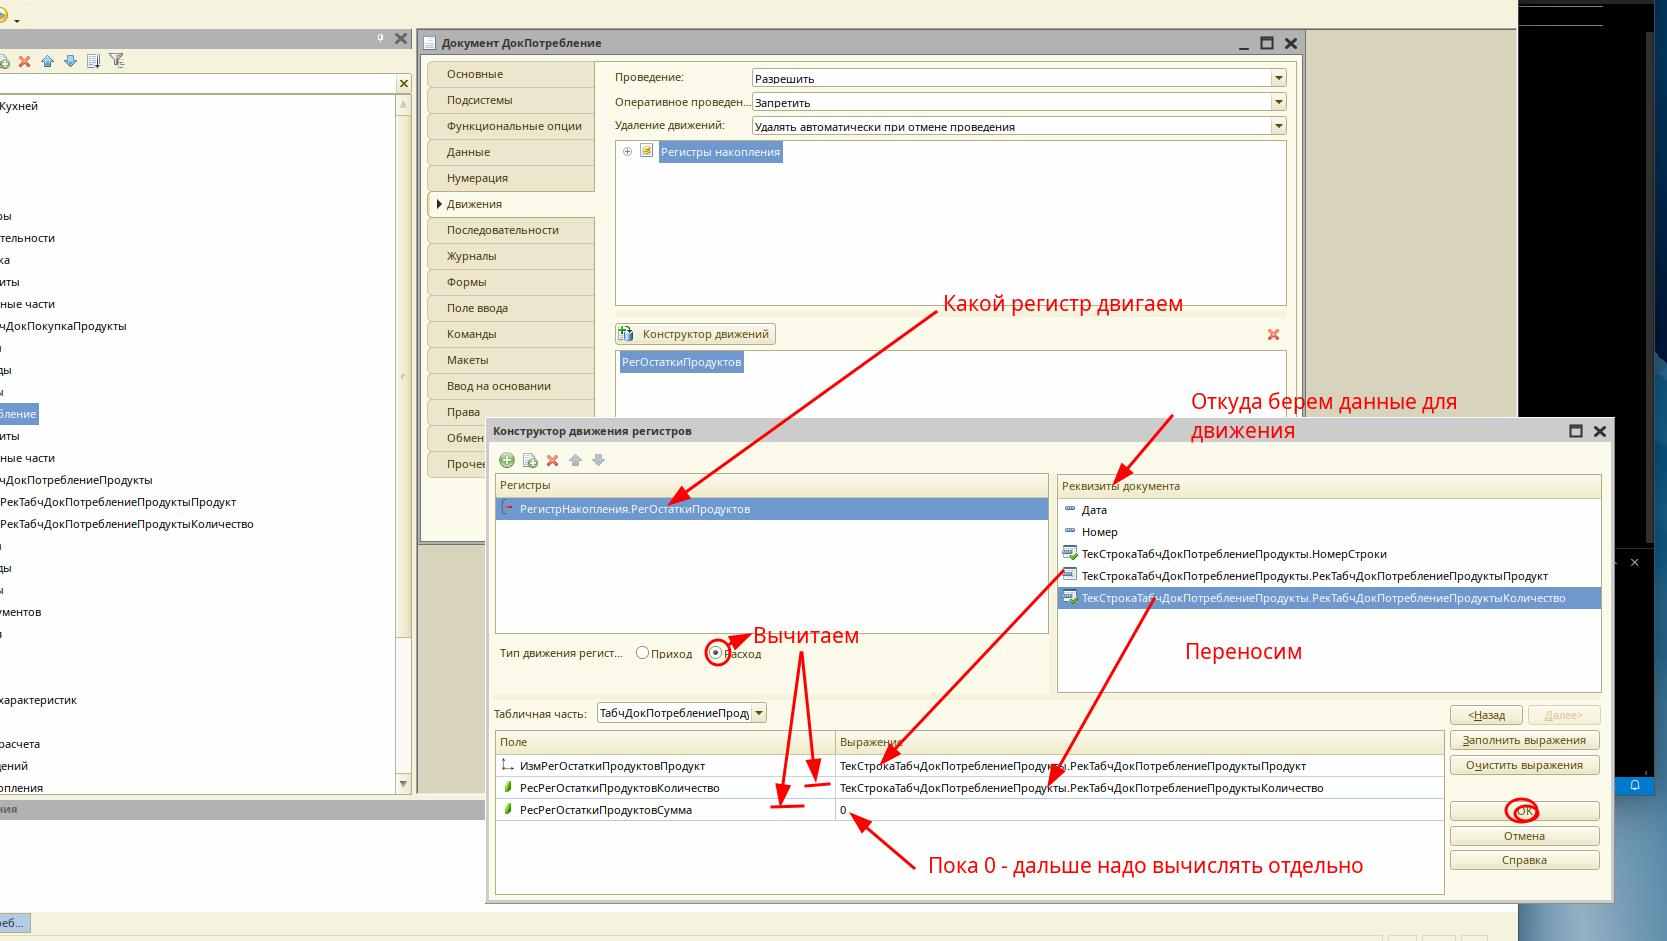 Документ ДокПотребление
Кухней
Основные
Проведение:
Разрешить
Подсистемы
Оперативное проведен...
Запретить
Функциональные опции
Удаление движений:
Удалять автоматически при отмене проведения
Данные
Регистры накопления
Нумерация
Движения
ры
Последовательности
тельности
Журналы
ка
Формы
иты
Поле ввода
ные части
Какой регистр двигаем
чДокПокупкаПродукты
Команды
Конструктор движений
Макеты
РегОстаткиПродуктов
ды
Ввод на основании
ы
Права
бление
Обмен
иты
Прочее
ные части
чДокПотреблениеПродукты
РекТабчДокПотреблениеПродуктыПродукт
РекТабчДокПотреблениеПродуктыКоличество
ды
ы
ументов
характеристик
расчета
дений
опления
ния
реб...
Откуда берем данные для
движения
Конструктор движения регистров
Регистры
РегистрНакопления.РегОстаткиПродуктов
Реквизиты документа
Дата
Номер
ТекСтрокаТабчДокПотреблениеПродукты.НомерСтроки
ТекСтрокаТабчДокПотреблениеПродукты.РекТабчДокПотреблениеПродуктыПродукт
ТекСтрокаТабчДокПотреблениеПродукты.РекТабчДокПотреблениеПродуктыКоличество
Вычитаем
Переносим
Тип движения регист...
Приход
Расход
Табличная часть:
ТабчДокПотреблениеПроду
<Назад
Далее>
Поле
Выражение
Заполнить выражения
ИзмРегОстаткиПродуктовПродукт
ТекСтрокаТабчДокПотреблениеПродукты.РекТабчДокПотреблениеПродуктыПродукт
Очистить выражения
РесРегОстаткиПродуктовКоличество
ТекСтрокаТабчДокПотреблениеПродукты.РекТабчДокПотреблениеПродуктыКоличество
РесРегОстаткиПродуктовСумма
0
ОК
Отмена
Справка
Пока 0 - дальше надо вычислять отдельно